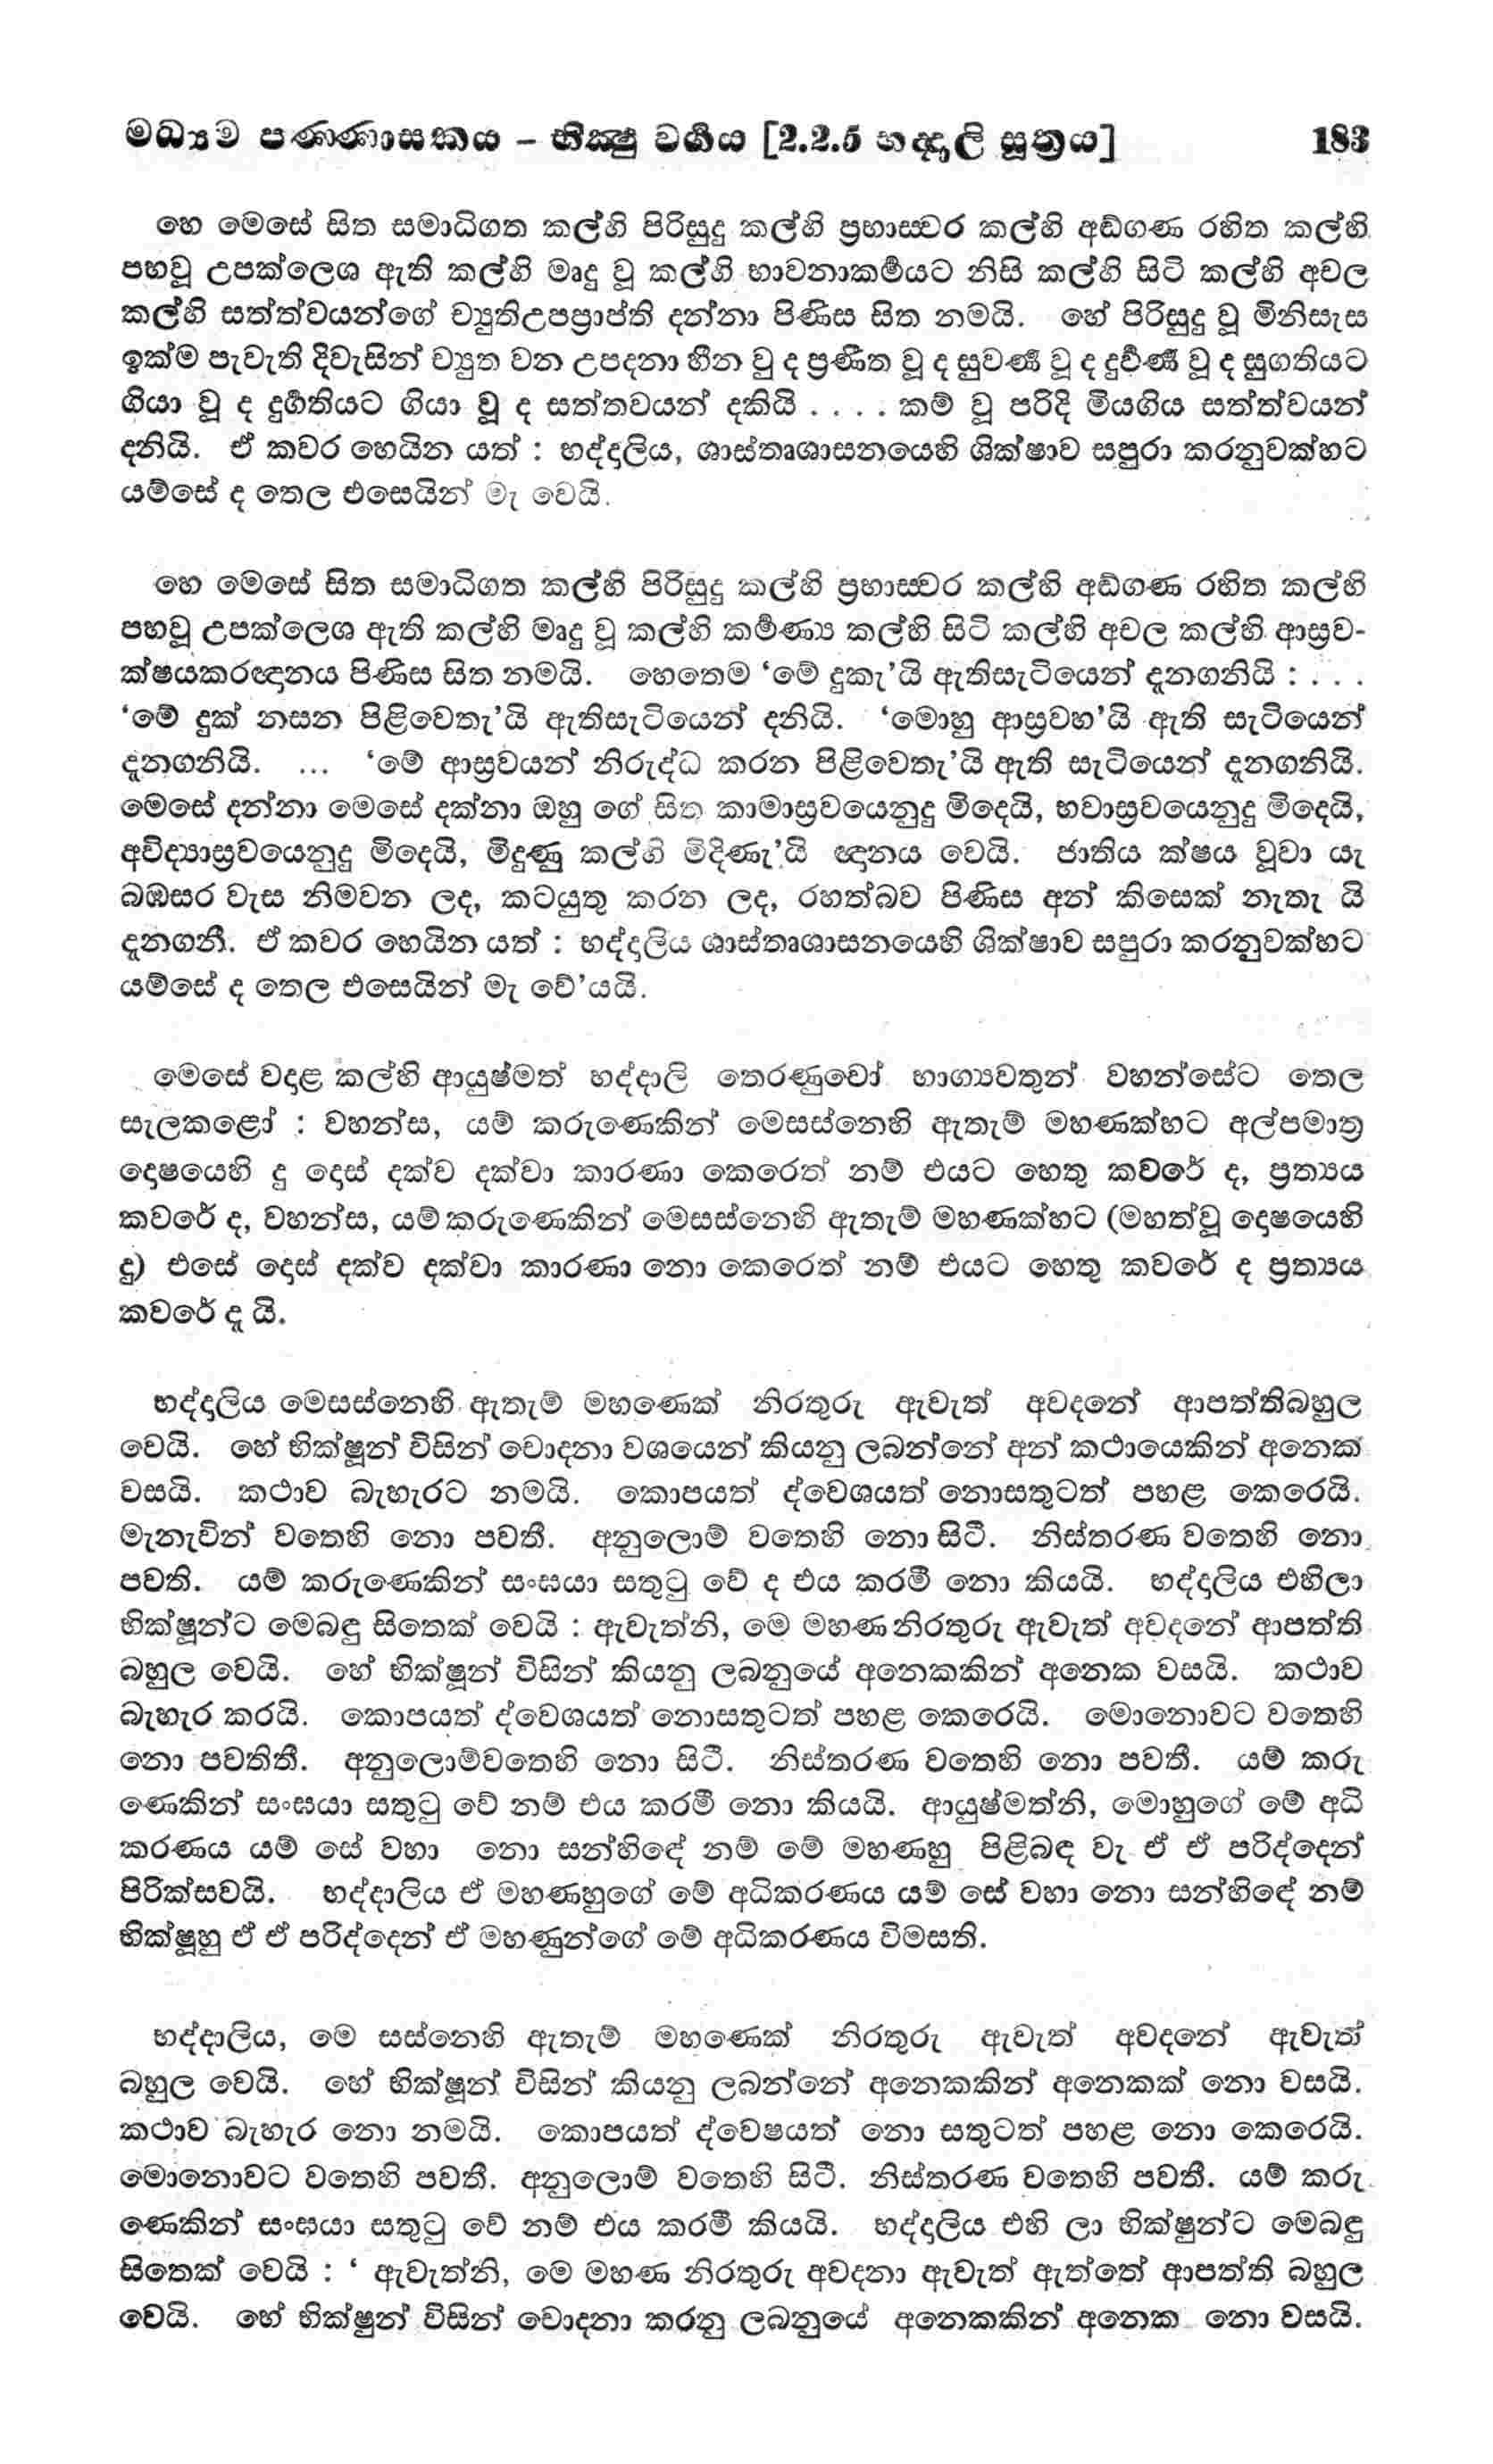 මධ්‍යම පණ්ණාසකය - භික්‍ෂු වර්‍ගය [2.2.5 භද්දාලි සූත්‍රය] 183
හෙ මෙසේ සිත සමාධිගත කල්හි පිරිසුදු කල්හි ප්‍රභාස්වර කල්හි අඞ්ගණ රහිත කල්හි
පහවූ උපක්ලෙශ ඇති කල්හි මෘදු වූ කල්හි භාවනාකර්‍මයට නිසි කල්හි සිටි කල්හි අචල
කල්හි සත්ත්වයන්ගේ ච්‍යුතිඋපප්‍රාප්ති දන්නා පිණිස සිත නමයි. හේ පිරිසුදු වූ මිනිසැස
ඉක්ම පැවැති දිවැසින් ච්‍යුත වන උපදනා හීන වු ද ප්‍රණීත වූ ද සුවර්‍ණ වූ ද දුර්‍වර්‍ණ වූ ද සුගතියට
ගියා වූ ද දුර්‍ගතියට ගියා වූ ද සත්ත්වයන් දකියි . . . . කම් වූ පරිදි මියගිය සත්ත්වයන්
දනියි. ඒ කවර හෙයින යත් : භද්දාලිය, ශාස්තෘශාසනයෙහි ශික්ෂාව සපුරා කරනුවක්හට
යම්සේ ද තෙල එසෙයින් මැ වෙයි.
හෙ මෙසේ සිත සමාධිගත කල්හි පිරිසුදු කල්හි ප්‍රභාස්වර කල්හි අඞ්ගණ රහිත කල්හි
පහවූ උපක්ලෙශ ඇති කල්හි මෘදු වූ කල්හි කර්‍මණ්‍ය කල්හි සිටි කල්හි අචල කල්හි ආස්‍රව-
ක්ෂයකරඥානය පිණිස සිත නමයි. හෙතෙම ‘මේ දුකැ’යි ඇතිසැටියෙන් දැනගනියි : . . .
‘මේ දුක් නසන පිළිවෙතැ’යි ඇතිසැටියෙන් දනියි. ‘මොහු ආස්‍රවහ’යි ඇති සැටියෙන්
දැනගනියි. ... ‘මේ ආස්‍රවයන් නිරුද්ධ කරන පිළිවෙතැ’යි ඇති සැටියෙන් දැනගනියි.
මෙසේ දන්නා මෙසේ දක්නා ඔහු ගේ සිත කාමාස්‍රවයෙනුදු මිදෙයි, භවාස්‍රවයෙනුදු මිදෙයි,
අවිද්‍යාස්‍රවයෙනුදු මිදෙයි, මිදුණු කල්හි මිදිණැ’යි ඥානය වෙයි. ජාතිය ක්ෂය වූවා යැ
බඹසර වැස නිමවන ලද, කටයුතු කරන ලද, රහත්බව පිණිස අන් කිසෙක් නැතැ යි
දැනගනී. ඒ කවර හෙයින යත් : භද්දාලිය ශාස්තෘශාසනයෙහි ශික්ෂාව සපුරා කරනුවක්හට
යම්සේ ද තෙල එසෙයින් මැ වේ’යයි.
මෙසේ වදාළ කල්හි ආයුෂ්මත් භද්දාලි තෙරණුවෝ භාග්‍යවතුන් වහන්සේට තෙල
සැලකළෝ : වහන්ස, යම් කරුණෙකින් මෙසස්නෙහි ඇතැම් මහණක්හට අල්පමාත්‍ර
දොෂයෙහි දු දොස් දක්ව දක්වා කාරණා කෙරෙත් නම් එයට හෙතු කවරේ ද, ප්‍රත්‍යය
කවරේ ද, වහන්ස, යම් කරුණෙකින් මෙසස්නෙහි ඇතැම් මහණක්හට (මහත්වූ දොෂයෙහි
දු) එසේ දොස් දක්ව දක්වා කාරණා නො කෙරෙත් නම් එයට හෙතු කවරේ ද ප්‍රත්‍යය
කවරේ දැ යි.
භද්දාලිය මෙසස්නෙහි ඇතැම් මහණෙක් නිරතුරු ඇවැත් අවදනේ ආපත්තිබහුල
වෙයි. හේ භික්ෂූන් විසින් චොදනා වශයෙන් කියනු ලබන්නේ අන් කථායෙකින් අනෙක්
වසයි. කථාව බැහැරට නමයි. කොපයත් ද්වෙශයත් නොසතුටත් පහළ කෙරෙයි.
මැනැවින් වතෙහි නො පවතී. අනුලොම් වතෙහි නො සිටී. නිස්තරණ වතෙහි නො
පවති. යම් කරුණෙකින් සංඝයා සතුටු වේ ද එය කරමී නො කියයි. භද්දාලිය එහිලා
භික්ෂූන්ට මෙබඳු සිතෙක් වෙයි : ඇවැත්නි, මෙ මහණ නිරතුරු ඇවැත් අවදනේ ආපත්ති
බහුල වෙයි. හේ භික්ෂූන් විසින් කියනු ලබනුයේ අනෙකකින් අනෙක වසයි. කථාව
බැහැර කරයි. කොපයත් ද්වෙශයත් නොසතුටත් පහළ කෙරෙයි. මොනොවට වතෙහි
නො පවතිතී. අනුලොම්වතෙහි නො සිටී. නිස්තරණ වතෙහි නො පවතී. යම් කරු
ණෙකින් සංඝයා සතුටු වේ නම් එය කරමී නො කියයි. ආයුෂ්මත්නි, මොහුගේ මේ අධි
කරණය යම් සේ වහා නො සන්හිඳේ නම් මේ මහණහු පිළිබඳ වැ ඒ ඒ පරිද්දෙන්
පිරික්සවයි. භද්දාලිය ඒ මහණහුගේ මේ අධිකරණය යම් සේ වහා නො සන්හිඳේ නම්
භික්ෂූහු ඒ ඒ පරිද්දෙන් ඒ මහණුන්ගේ මේ අධිකරණය විමසති.
භද්දාලිය, මෙ සස්නෙහි ඇතැම් මහණෙක් නිරතුරු ඇවැත් අවදනේ ඇවැත්
බහුල වෙයි. හේ භික්ෂූන් විසින් කියනු ලබන්නේ අනෙකකින් අනෙකක් නො වසයි.
කථාව බැහැර නො නමයි. කොපයත් ද්වෙෂයත් නො සතුටත් පහළ නො කෙරෙයි.
මොනොවට වතෙහි පවතී. අනුලොම් වතෙහි සිටී. නිස්තරණ වතෙහි පවතී. යම් කරු
ණෙකින් සංඝයා සතුටු වේ නම් එය කරමී කියයි. භද්දාලිය එහි ලා භික්ෂුන්ට මෙබඳු
සිතෙක් වෙයි : ‘ ඇවැත්නි, මෙ මහණ නිරතුරු අවදනා ඇවැත් ඇත්තේ ආපත්ති බහුල
වෙයි. හේ භික්ෂුන් විසින් චොදනා කරනු ලබනුයේ අනෙකකින් අනෙක නො වසයි.